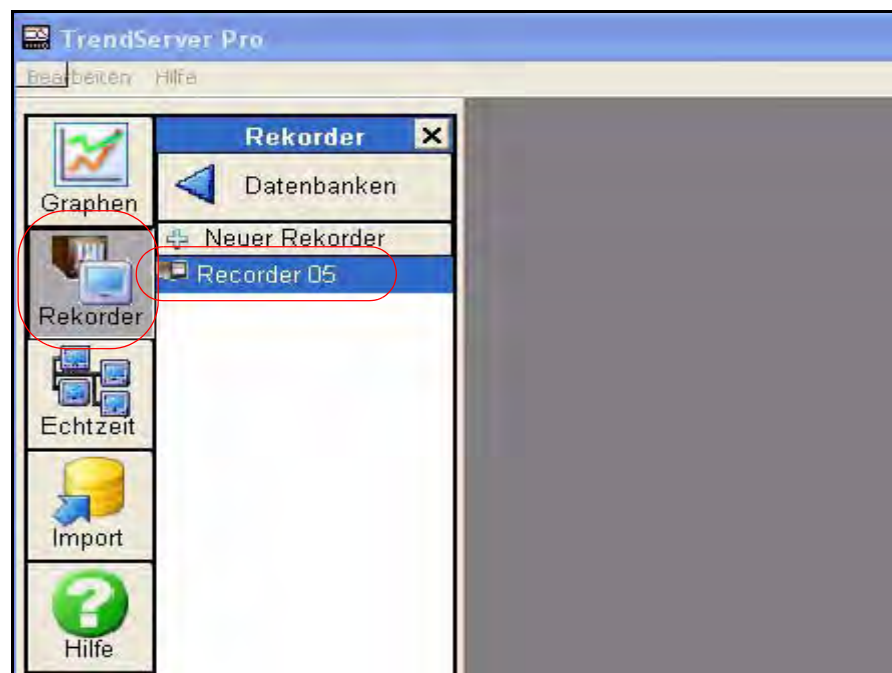 TrendServer Pro
Bearbeiten Hilfe
Rekorder
Datenbanken
Neuer Rekorder
Recorder 05
Graphen
Rekorder
Echtzeit
Import
Hilfe